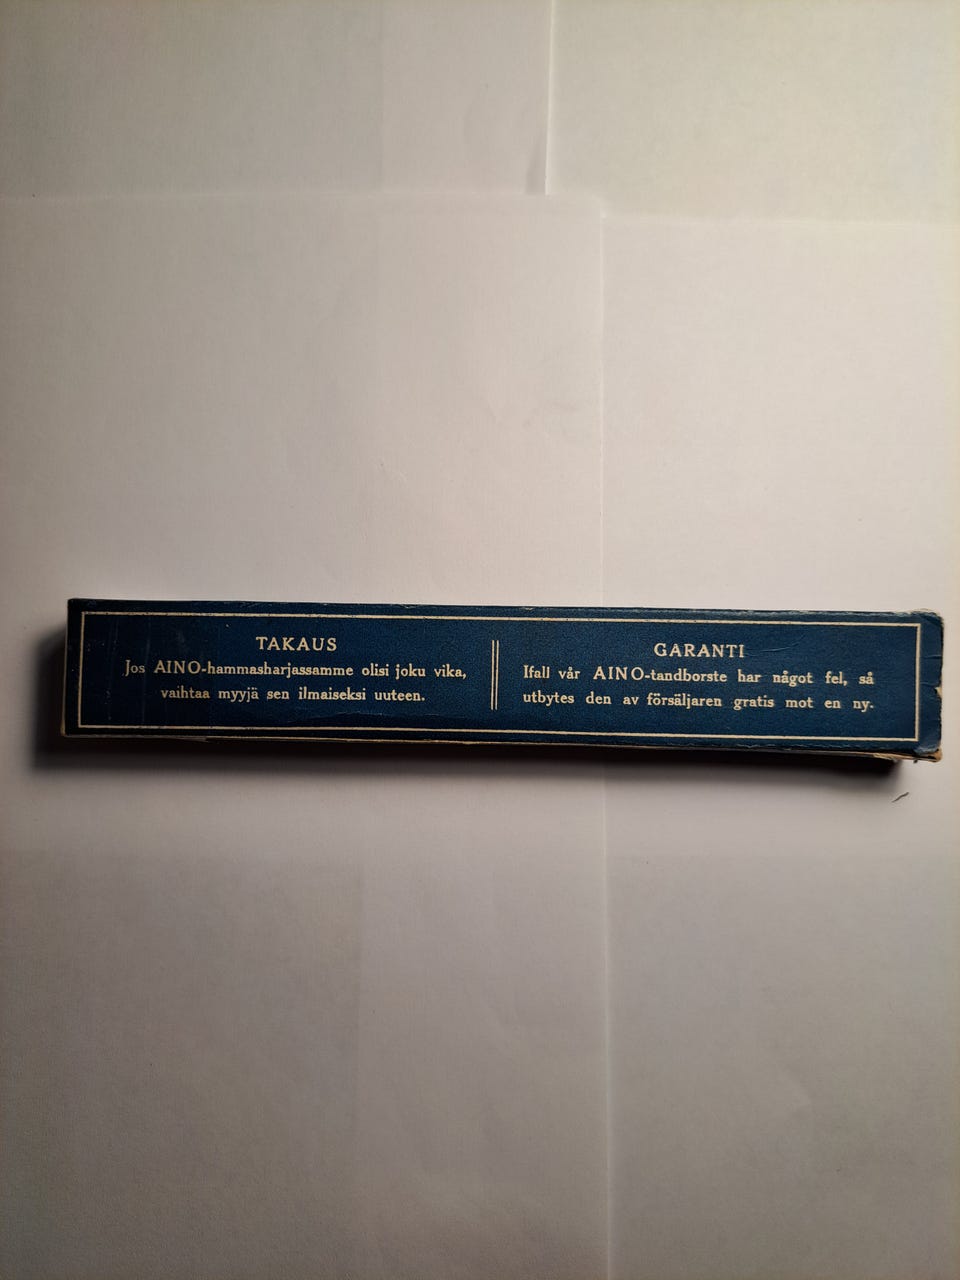 TAKAUS
Jos AINO-hammasharjassamme olisi joku vika,
vaihtaa myyjä sen ilmaiseksi uuteen.
GARANTI
Ifall vår AINO-tandborste har något fel, så
utbytes den av försäljaren gratis mot en ny.